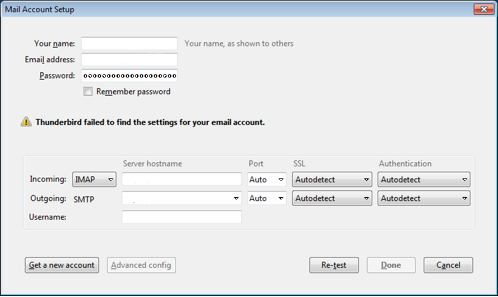 Mail Account Setup
Your name:
Your name, as shown to others
Email address:
Password:
Remember password
Thunderbird failed to find the settings for your email account.
Server hostname Port SSL Authentication
Incoming: IMAP Auto Autodetect Autodetect
Outgoing: SMTP Auto Autodetect Autodetect
Username:
Get a new account Advanced config Re-test Done Cancel